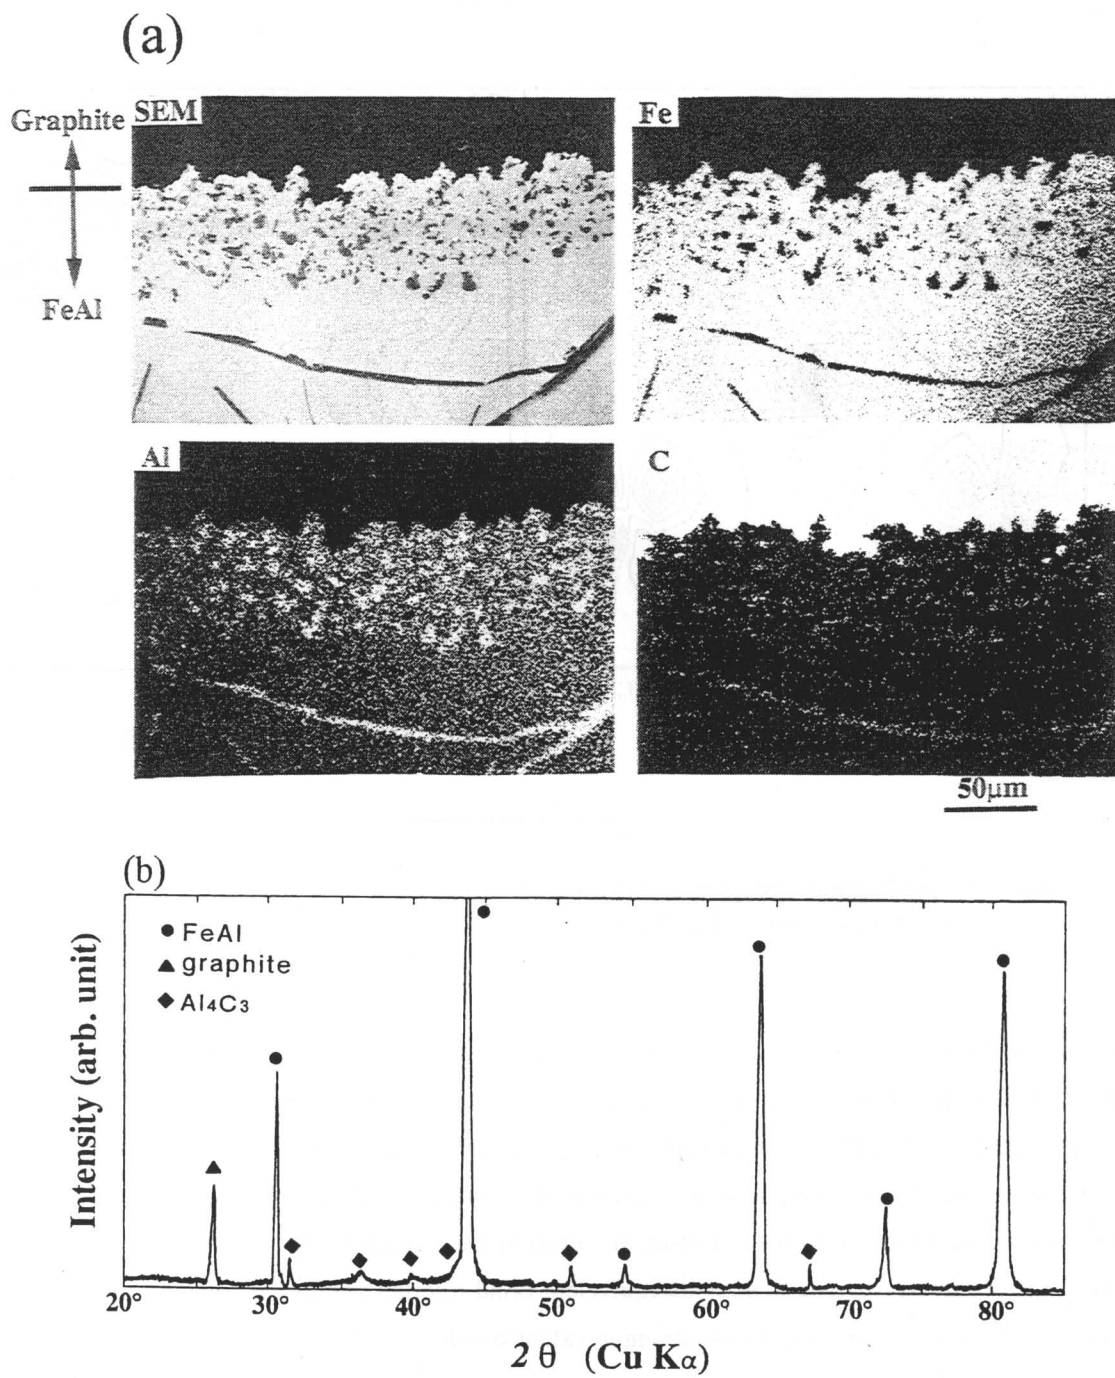 (a)
SEM
Fe
Graphite
FeAl
Al
C
50μm
(b)
● FeAl
▲ graphite
◆ Al₄C₃
Intensity (arb. unit)
20° 30° 40° 50° 60° 70° 80°
2 θ (Cu Kα)